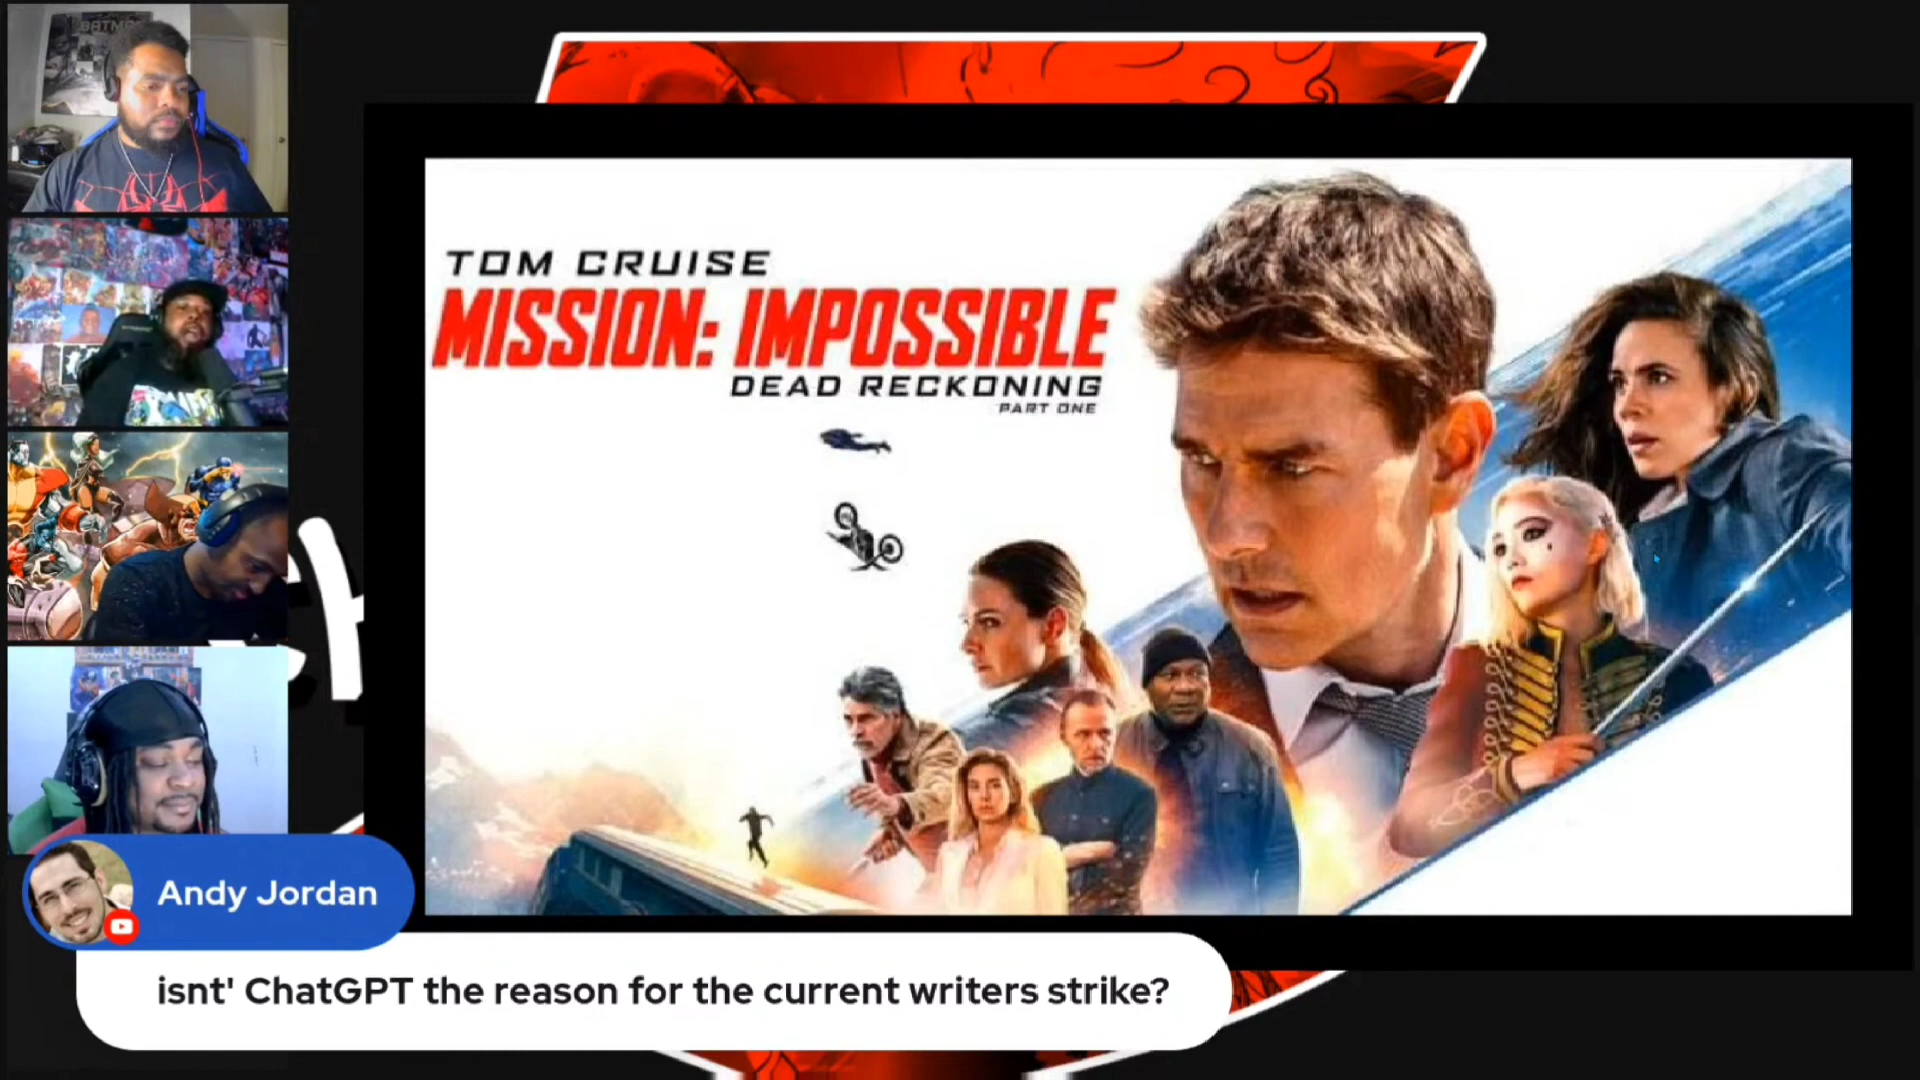 BATMAN
TOM CRUISE
MISSION: IMPOSSIBLE
DEAD RECKONING
PART ONE
Andy Jordan
isnt' ChatGPT the reason for the current writers strike?